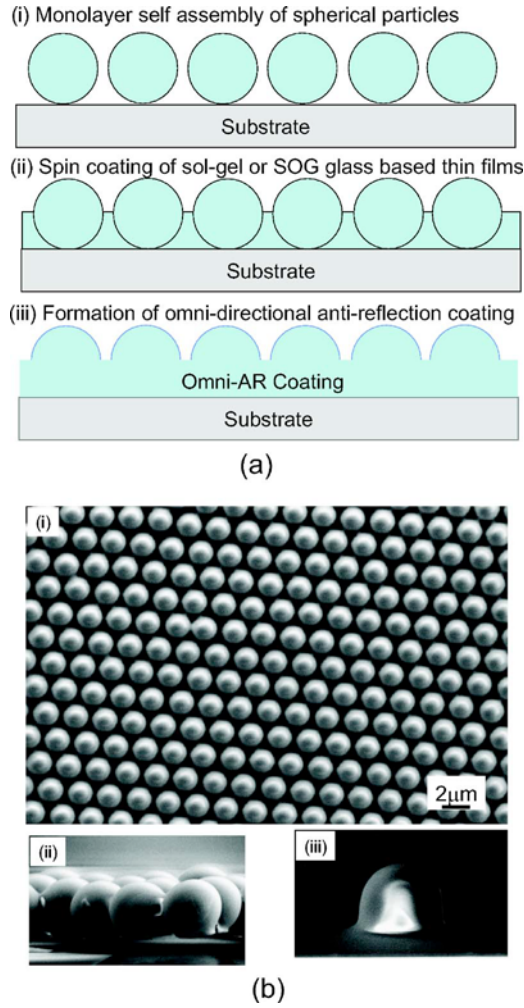 (i) Monolayer self assembly of spherical particles
Substrate
(ii) Spin coating of sol-gel or SOG glass based thin films
Substrate
(iii) Formation of omni-directional anti-reflection coating
Omni-AR Coating
Substrate
(a)
(i)
2μm
(ii)
(iii)
(b)